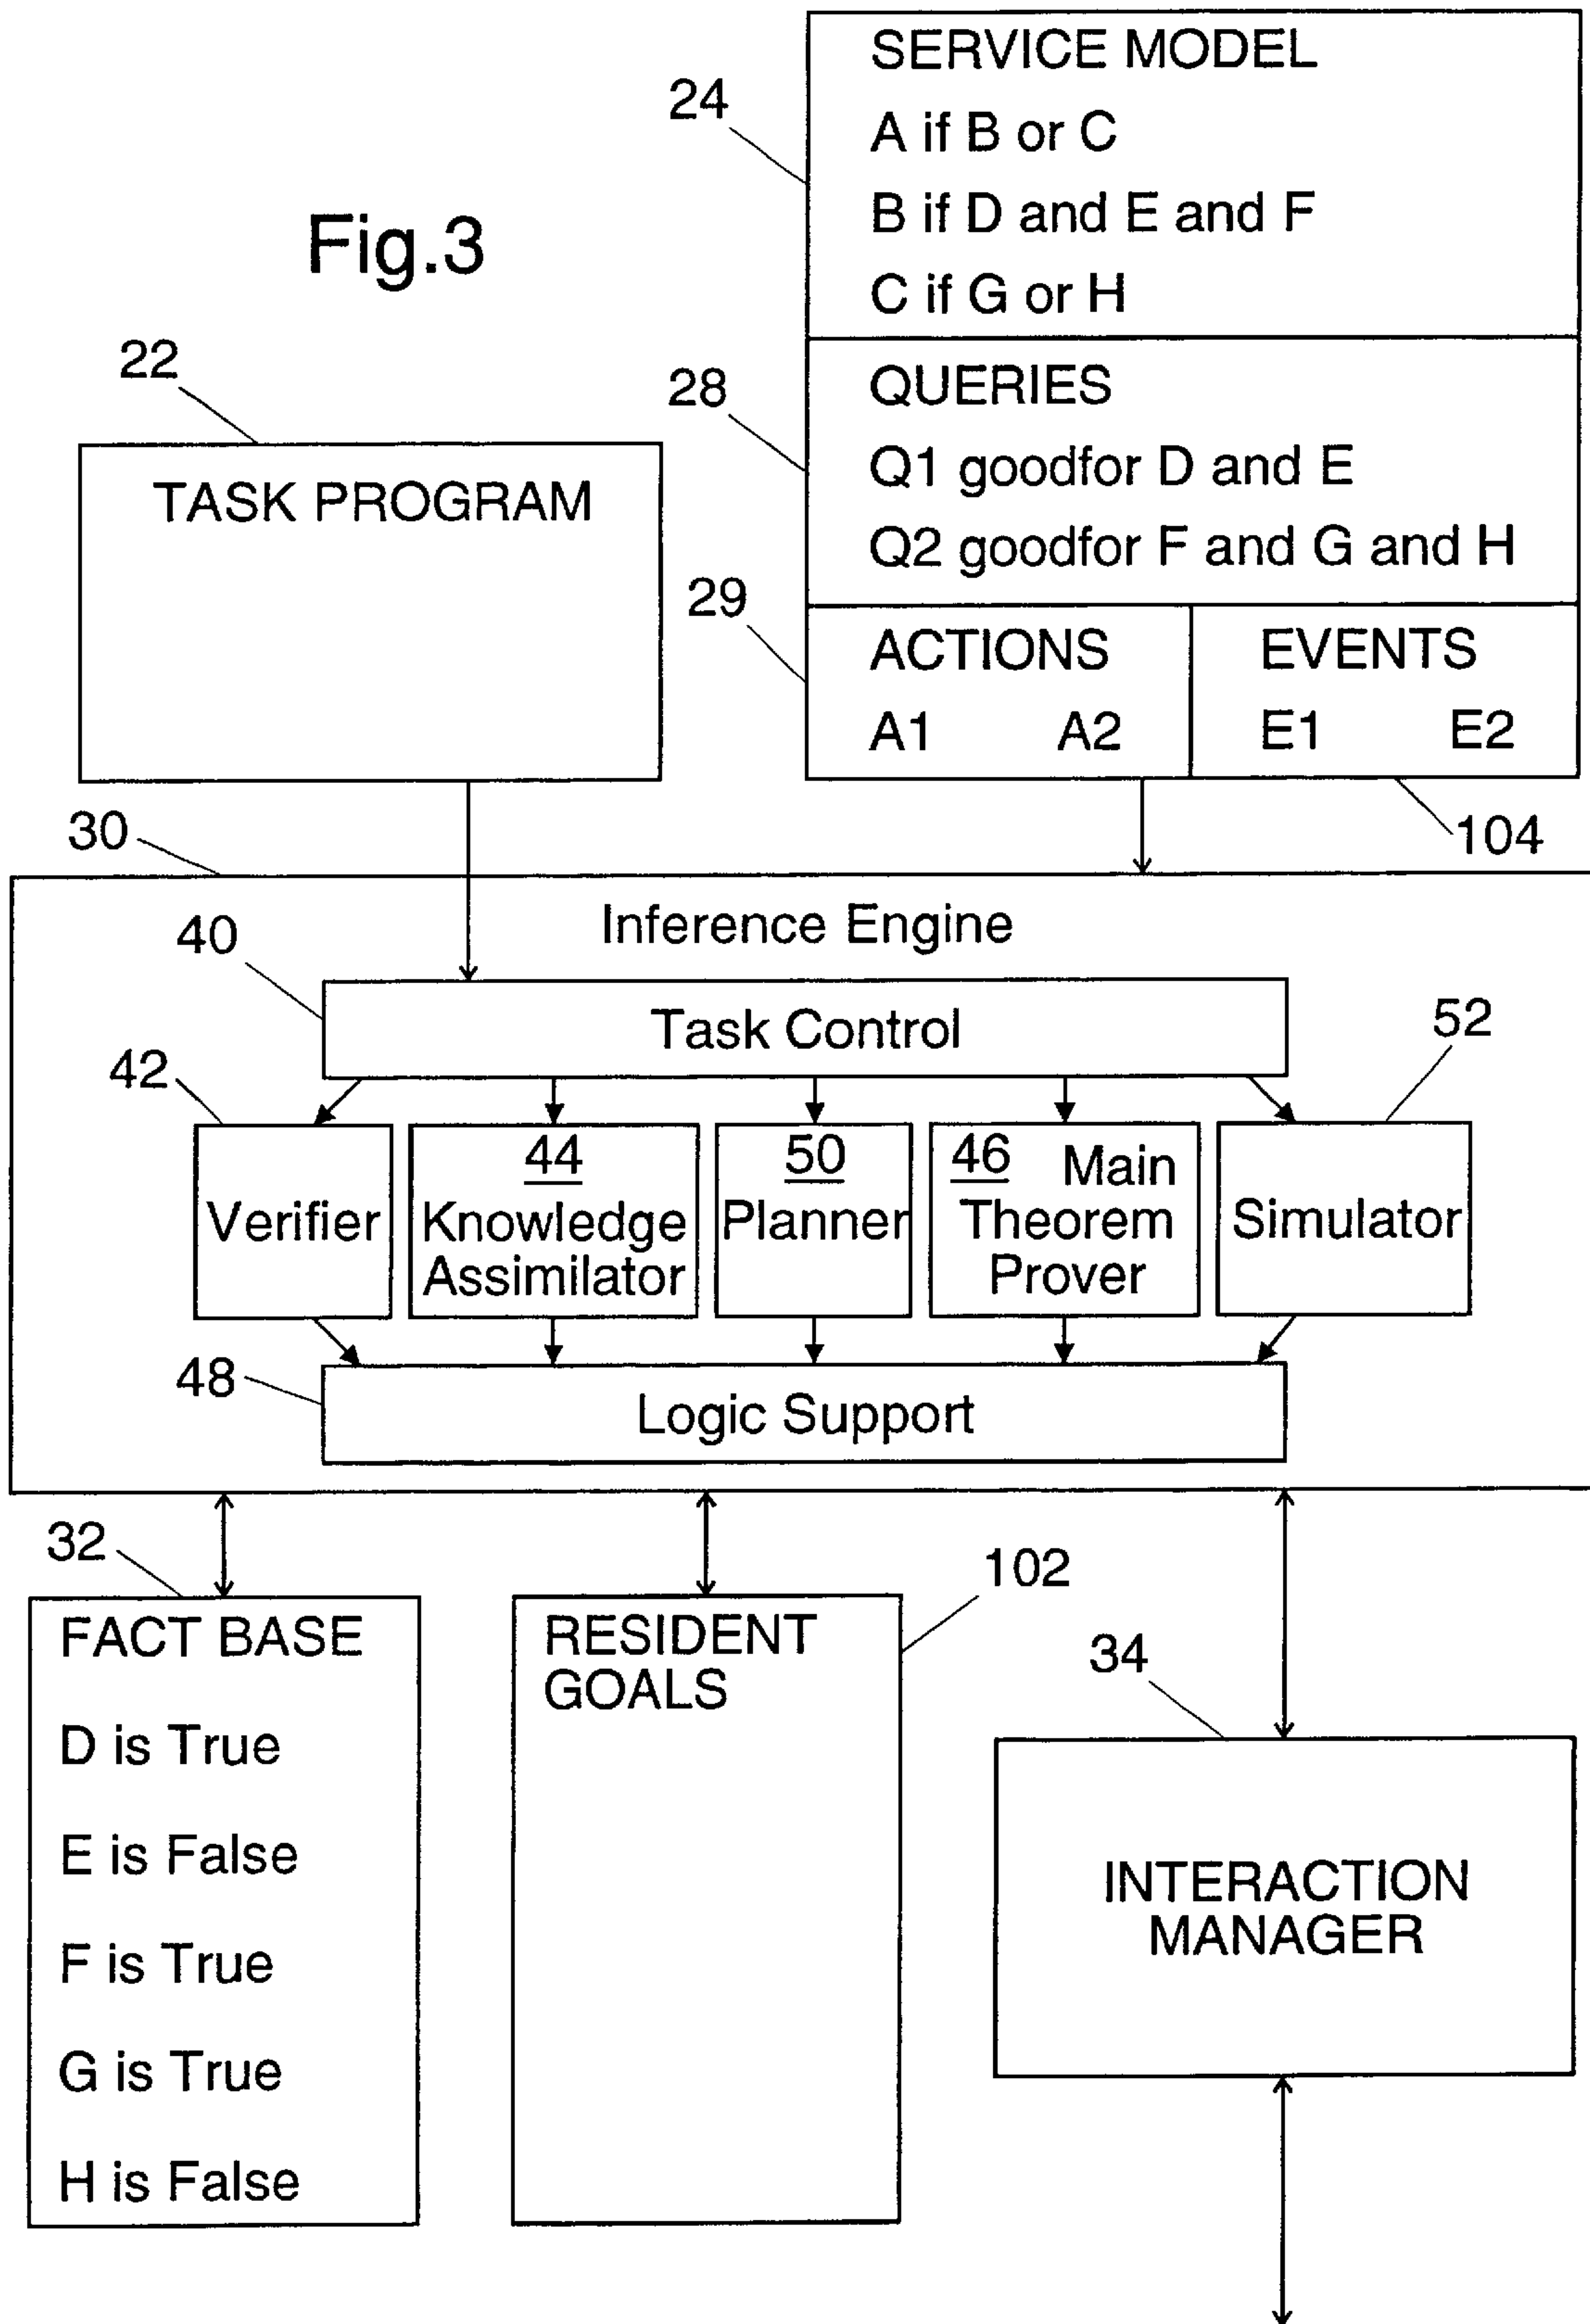 SERVICE MODEL
24
A if B or C
B if D and E and F
Fig.3
C if G or H
22
28
QUERIES
Q1 goodfor D and E
TASK PROGRAM
Q2 goodfor F and G and H
29
ACTIONS
EVENTS
A1 A2
E1 E2
30
104
Inference Engine
40
Task Control
52
42
Verifier
44
Knowledge
Assimilator
50
Planner
46 Main
Theorem
Prover
Simulator
48
Logic Support
32
102
FACT BASE
D is True
E is False
F is True
G is True
H is False
RESIDENT
GOALS
34
INTERACTION
MANAGER